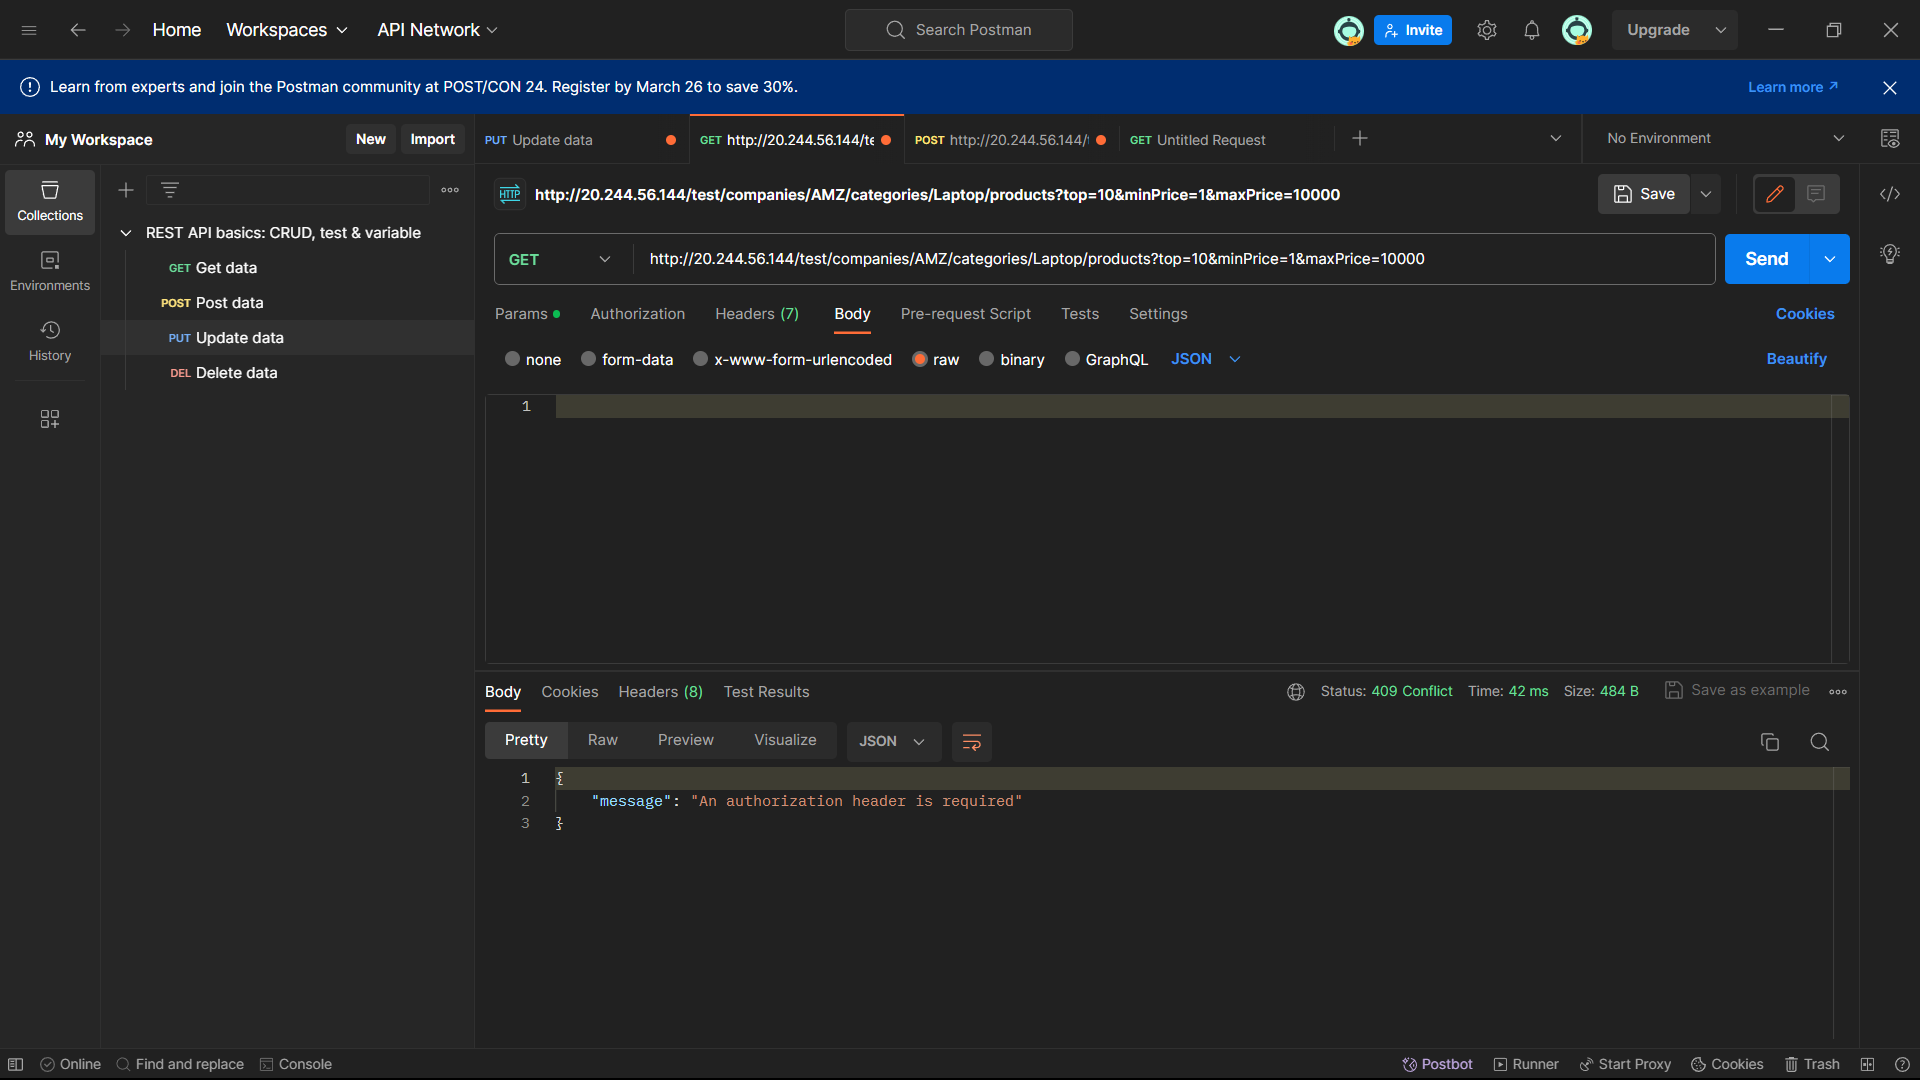 Home Workspaces API Network Search Postman Invite Upgrade
Learn from experts and join the Postman community at POST/CON 24. Register by March 26 to save 30%. Learn more
My Workspace New Import
PUT Update data GET http://20.244.56.144/te POST http://20.244.56.144/ GET Untitled Request No Environment
Collections
Environments
History
REST API basics: CRUD, test & variable
GET Get data
POST Post data
PUT Update data
DEL Delete data
HTTP http://20.244.56.144/test/companies/AMZ/categories/Laptop/products?top=10&minPrice=1&maxPrice=10000 Save
GET http://20.244.56.144/test/companies/AMZ/categories/Laptop/products?top=10&minPrice=1&maxPrice=10000 Send
Params Authorization Headers (7) Body Pre-request Script Tests Settings Cookies
none form-data x-www-form-urlencoded raw binary GraphQL JSON Beautify
1
Body Cookies Headers (8) Test Results Status: 409 Conflict Time: 42 ms Size: 484 B Save as example
Pretty Raw Preview Visualize JSON
1 {
2 "message": "An authorization header is required"
3 }
Online Find and replace Console Postbot Runner Start Proxy Cookies Trash